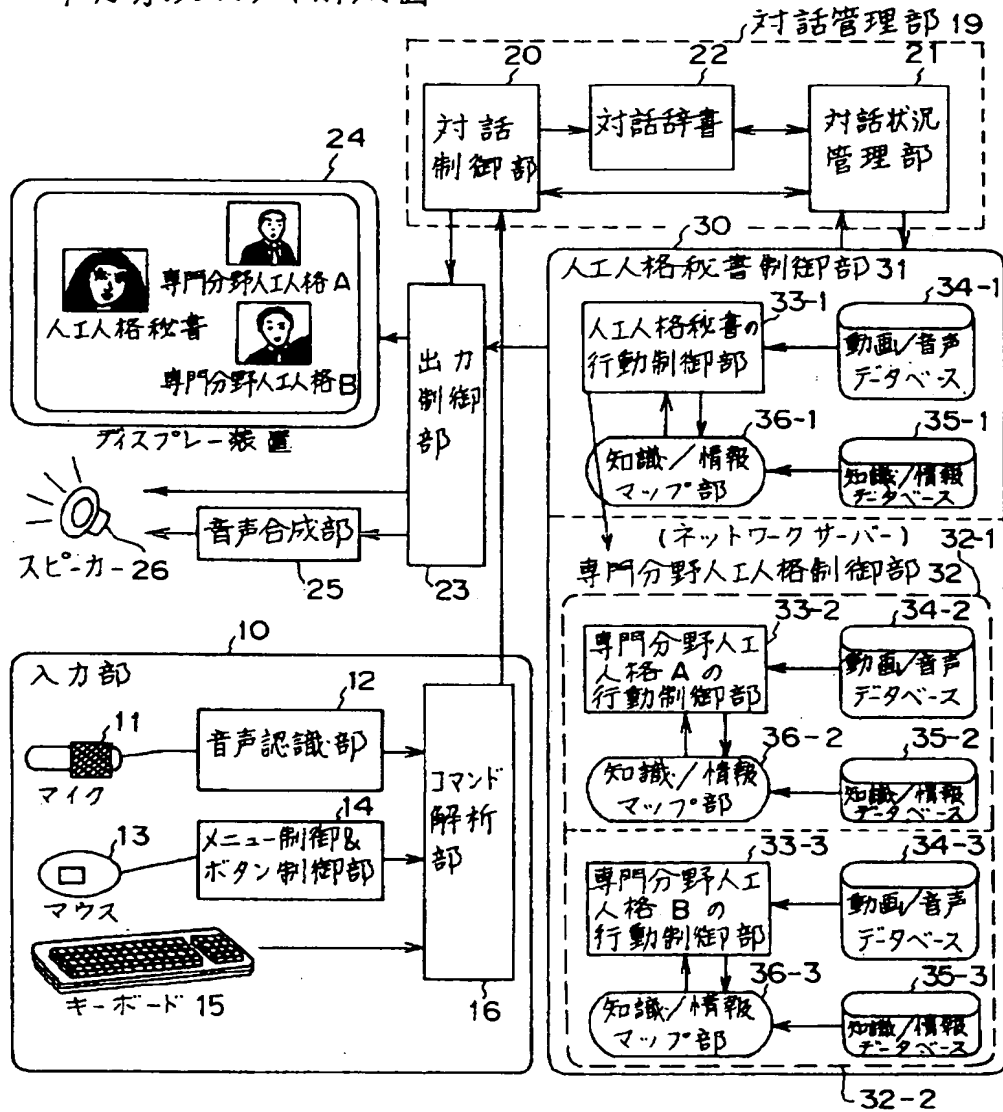 対話管理部 19
20
22
21
対話
制御部
対話辞書
対話状況
管理部
24
専門分野人工人格A
人工人格秘書
専門分野人工人格B
ディスプレー装置
スピーカー 26
音声合成部
25
出力
制御
部
23
30
人工人格秘書制御部 31
33-1
34-1
人工人格秘書の
行動制御部
動画/音声
データベース
36-1
35-1
知識/情報
マップ部
知識/情報
データベース
(ネットワークサーバー)
32-1
専門分野人工人格制御部 32
33-2
34-2
専門分野人工
人格Aの
行動制御部
動画/音声
データベース
36-2
35-2
知識/情報
マップ部
知識/情報
データベース
33-3
34-3
専門分野人工
人格Bの
行動制御部
動画/音声
データベース
36-3
35-3
知識/情報
マップ部
知識/情報
データベース
32-2
10
入力部
11
マイク
12
音声認識部
13
マウス
14
メニュー制御&
ボタン制御部
キーボード 15
コマンド
解析
部
16